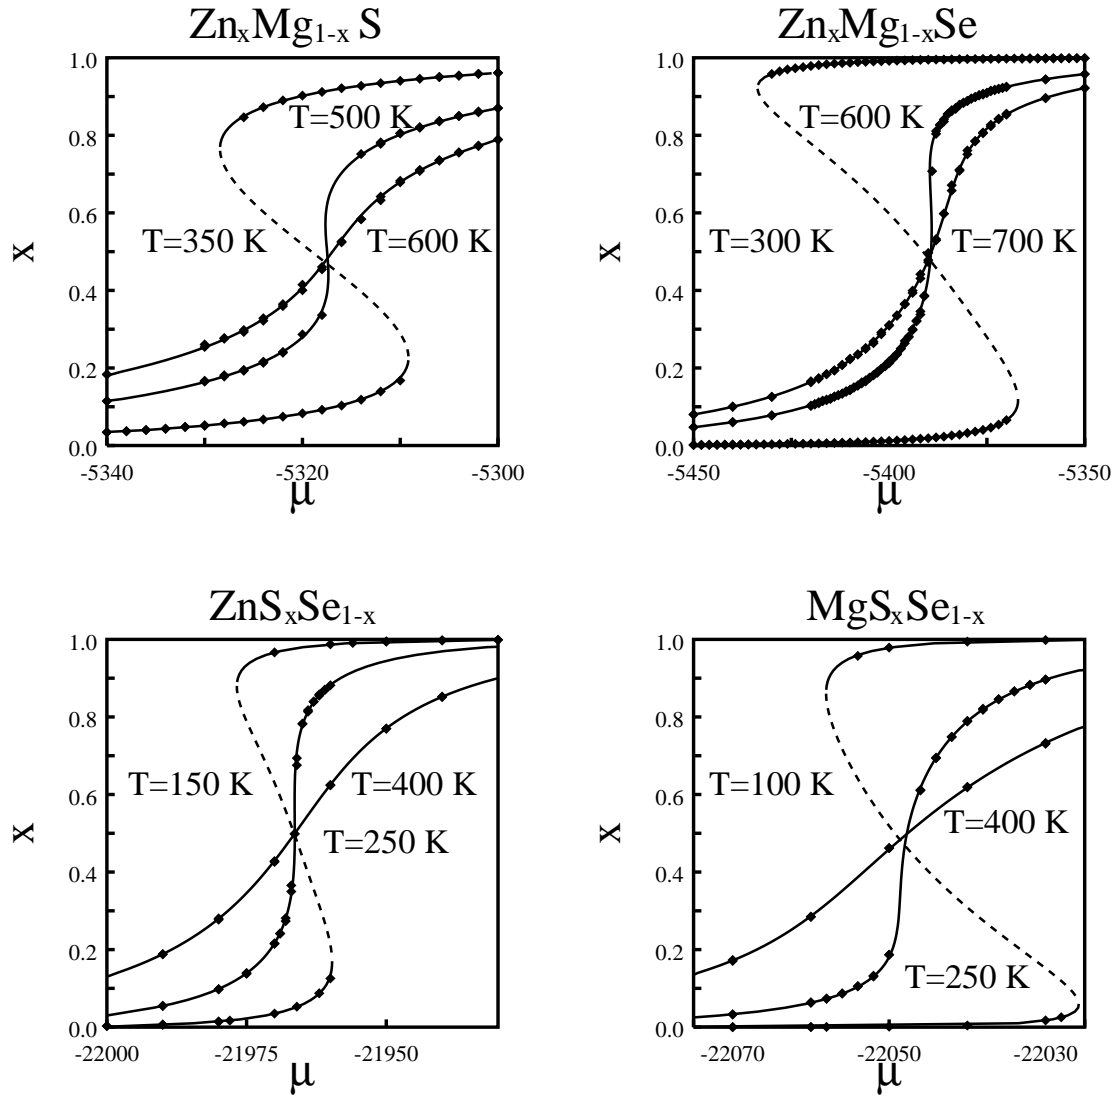 ZnxMg1-x S
1.0
0.8
0.6
0.4
0.2
0.0
x
T=500 K
T=350 K
T=600 K
-5340
-5320
-5300
μ
ZnxMg1-xSe
1.0
0.8
0.6
0.4
0.2
0.0
x
T=600 K
T=300 K
T=700 K
-5450
-5400
-5350
μ
ZnSxSe1-x
1.0
0.8
0.6
0.4
0.2
0.0
x
T=150 K
T=400 K
T=250 K
-22000
-21975
-21950
μ
MgSxSe1-x
1.0
0.8
0.6
0.4
0.2
0.0
x
T=100 K
T=400 K
T=250 K
-22070
-22050
-22030
μ